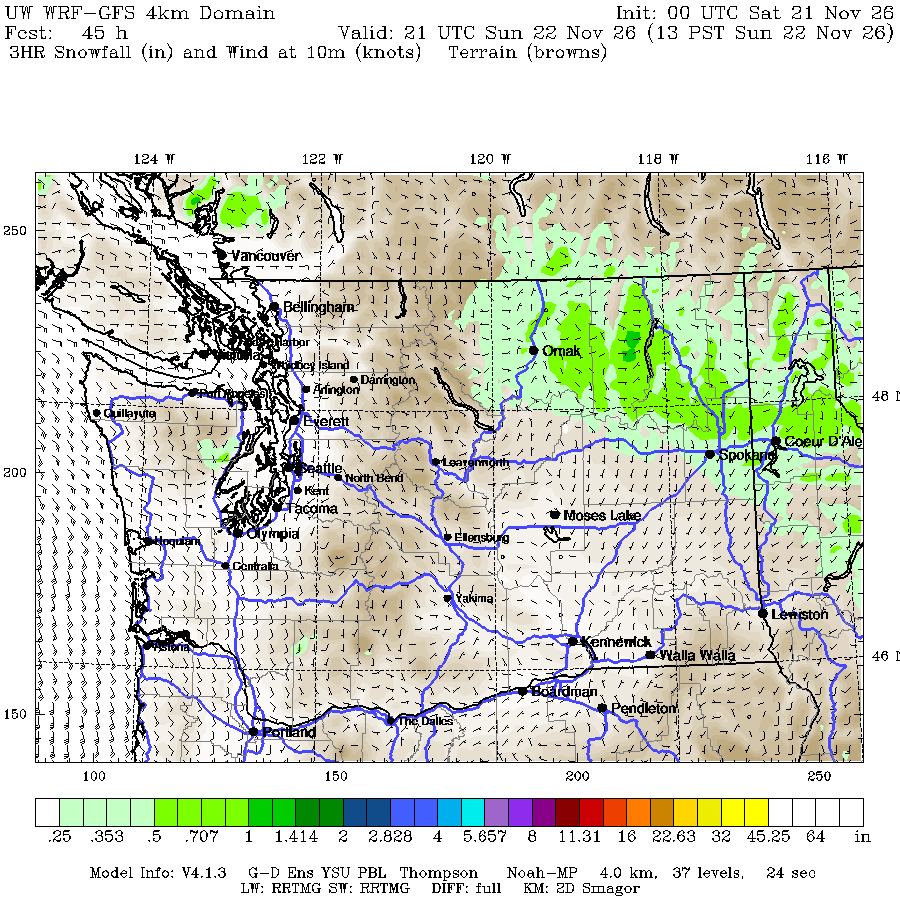 UW WRF-GFS 4km Domain Init: 00 UTC Sat 21 Nov 26
Fcst: 45 h Valid: 21 UTC Sun 22 Nov 26 (13 PST Sun 22 Nov 26)
3HR Snowfall (in) and Wind at 10m (knots) Terrain (browns)
124 W 122 W 120 W 118 W 116 W
250
Vancouver
Bellingham
Omak
Whidbey Island
Darrington
Arlington
Port Angeles
48 N
Quillayute
Everett
Coeur D'Alene
Spokane
Leavenworth
200
Seattle
North Bend
Kent
Tacoma
Moses Lake
Olympia
Hoquiam
Ellensburg
Centralia
Yakima
Lewiston
Kennewick
Astoria
Walla Walla
46 N
Boardman
Pendleton
150
The Dalles
Portland
100 150 200 250
.25 .353 .5 .707 1 1.414 2 2.828 4 5.657 8 11.31 16 22.63 32 45.25 64 in
Model Info: V4.1.3 G-D Ens YSU PBL Thompson Noah-MP 4.0 km, 37 levels, 24 sec
LW: RRTMG SW: RRTMG DIFF: full KM: 2D Smagor